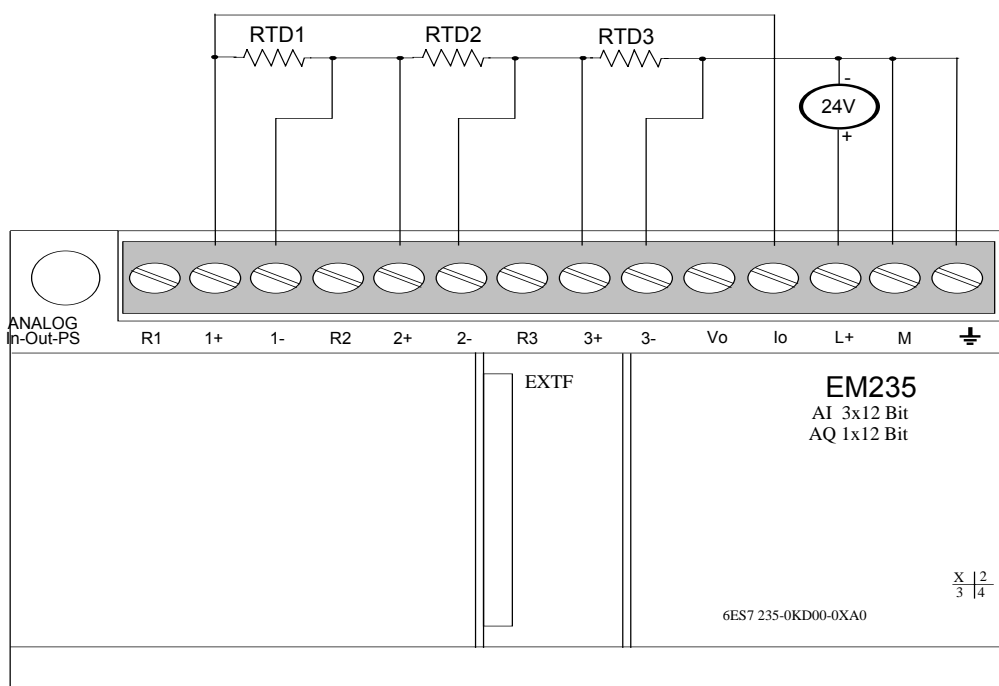 RTD1 RTD2 RTD3
-
24V
+
ANALOG
In-Out-PS R1 1+ 1- R2 2+ 2- R3 3+ 3- Vo Io L+ M
EXTF
EM235
AI 3x12 Bit
AQ 1x12 Bit
X 2
3 4
6ES7 235-0KD00-0XA0